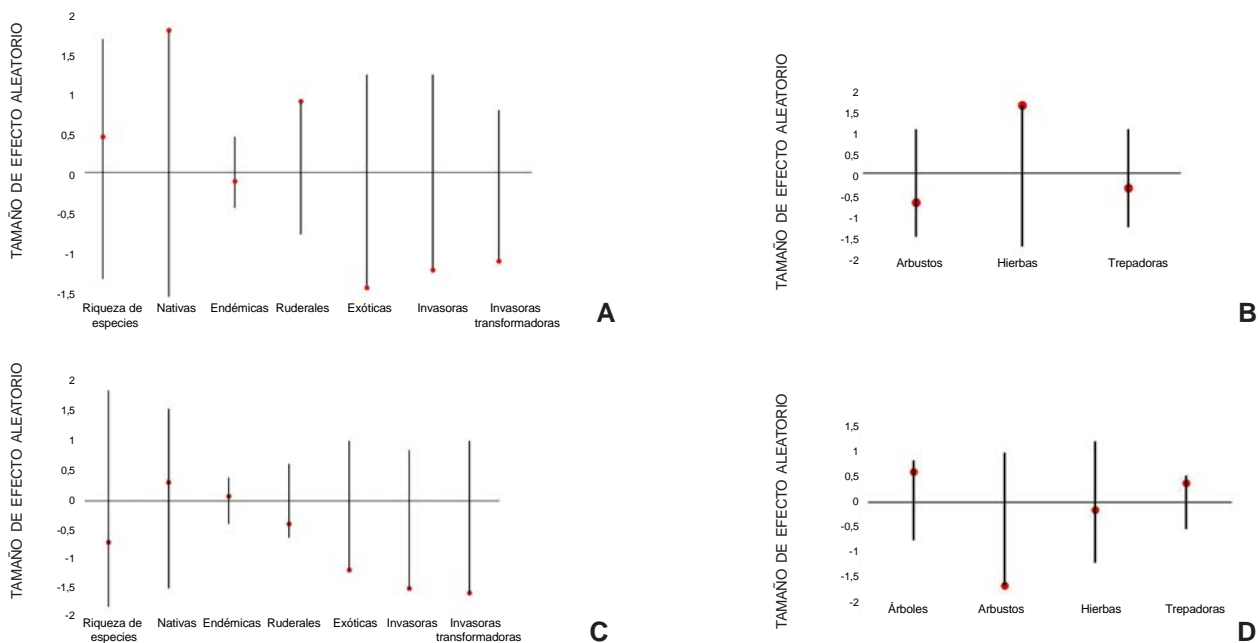 TAMAÑO DE EFECTO ALEATORIO
2
1,5
1
0,5
0
-0,5
-1
-1,5
Riqueza de
especies
Nativas
Endémicas
Ruderales
Exóticas
Invasoras
Invasoras
transformadoras
A
TAMAÑO DE EFECTO ALEATORIO
2
1,5
1
0,5
0
-0,5
-1
-1,5
-2
Arbustos
Hierbas
Trepadoras
B
TAMAÑO DE EFECTO ALEATORIO
2
1,5
1
0,5
0
-0,5
-1
-1,5
-2
Riqueza de
especies
Nativas
Endémicas
Ruderales
Exóticas
Invasoras
Invasoras
transformadoras
C
TAMAÑO DE EFECTO ALEATORIO
1,5
1
0,5
0
-0,5
-1
-1,5
-2
Árboles
Arbustos
Hierbas
Trepadoras
D